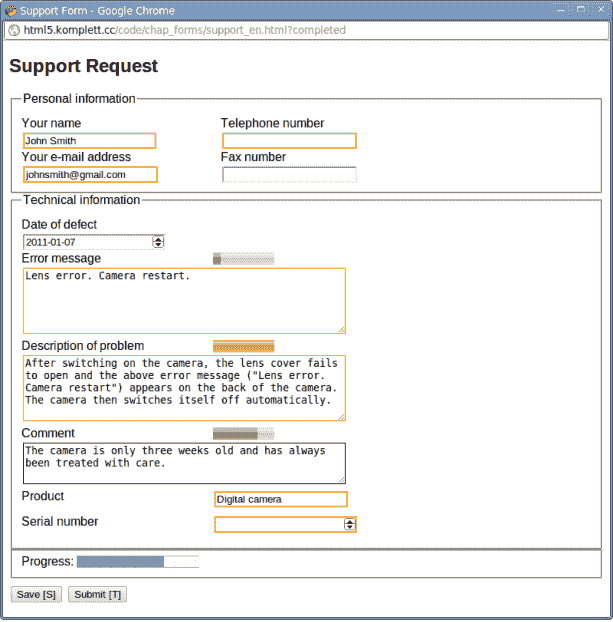 Support Form - Google Chrome
html5.komplett.cc/code/chap_forms/support_en.html?completed
Support Request
Personal information
Your name
Telephone number
John Smith
Your e-mail address
Fax number
johnsmith@gmail.com
Technical information
Date of defect
2011-01-07
Error message
Lens error. Camera restart.
Description of problem
After switching on the camera, the lens cover fails
to open and the above error message ("Lens error.
Camera restart") appears on the back of the camera.
The camera then switches itself off automatically.
Comment
The camera is only three weeks old and has always
been treated with care.
Product
Digital camera
Serial number
Progress:
Save [S]
Submit [T]